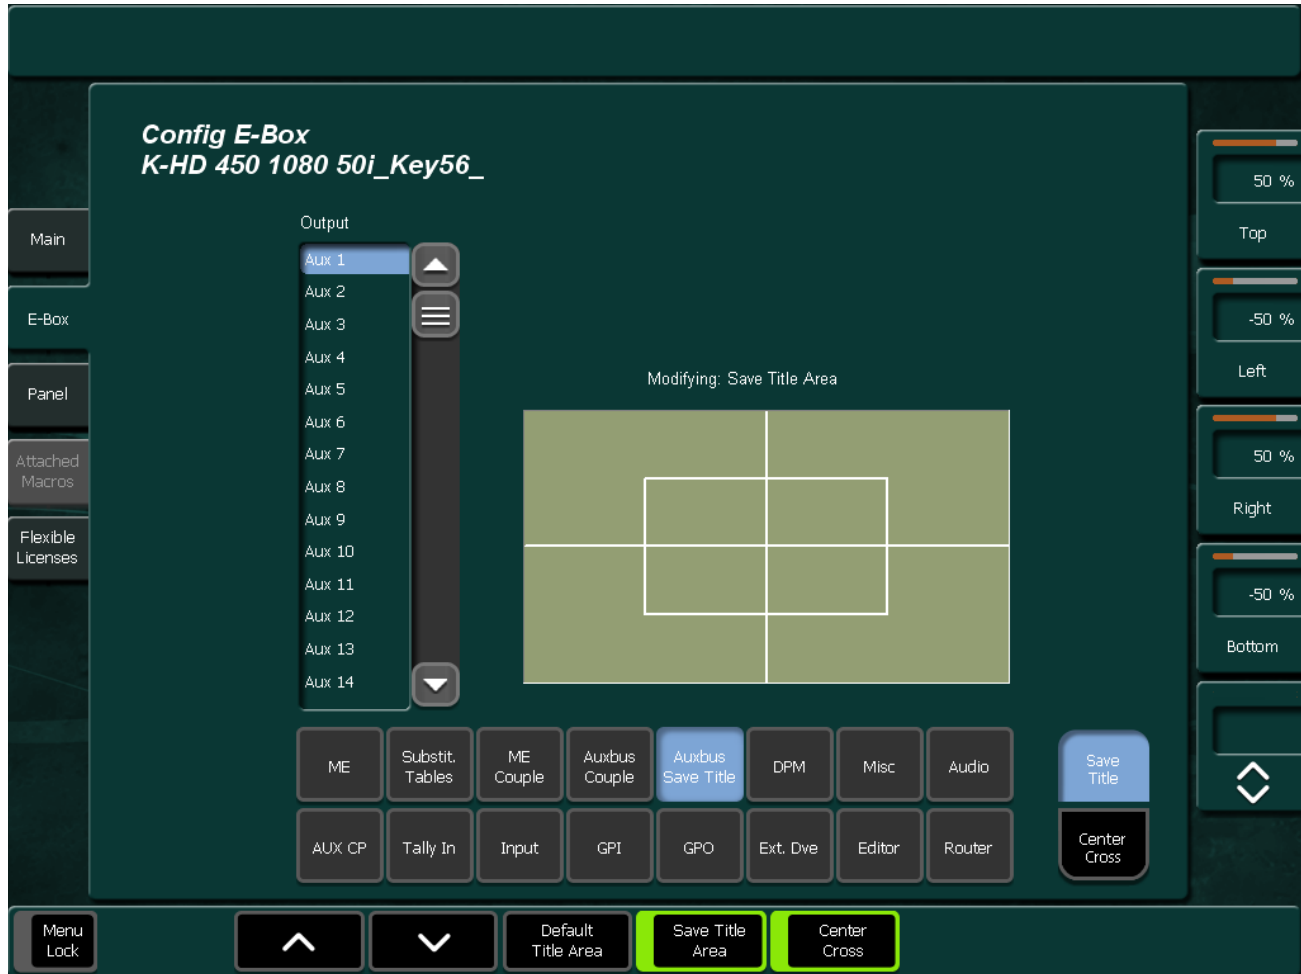 Config E-Box
K-HD 450 1080 50i_Key56_
Main
E-Box
Panel
Attached
Macros
Flexible
Licenses
Output
Aux 1
Aux 2
Aux 3
Aux 4
Aux 5
Aux 6
Aux 7
Aux 8
Aux 9
Aux 10
Aux 11
Aux 12
Aux 13
Aux 14
Modifying: Save Title Area
50 %
Top
-50 %
Left
50 %
Right
-50 %
Bottom
ME
Substit.
Tables
ME
Couple
Auxbus
Couple
Auxbus
Save Title
DPM
Misc
Audio
Save
Title
AUX CP
Tally In
Input
GPI
GPO
Ext. Dve
Editor
Router
Center
Cross
Menu
Lock
Default
Title Area
Save Title
Area
Center
Cross